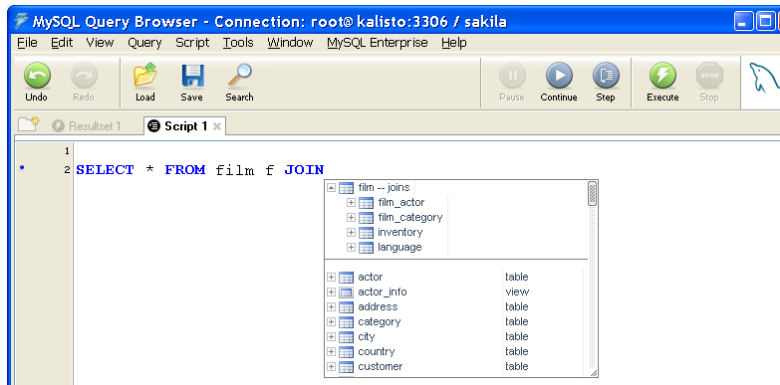 MySQL Query Browser - Connection: root@ kalisto:3306 / sakila
File Edit View Query Script Tools Window MySQL Enterprise Help
Undo Redo Load Save Search Pause Continue Step Execute Stop
Resultset 1 Script 1
1
2 SELECT * FROM film f JOIN
film -- joins
film_actor
film_category
inventory
language
actor table
actor_info view
address table
category table
city table
country table
customer table